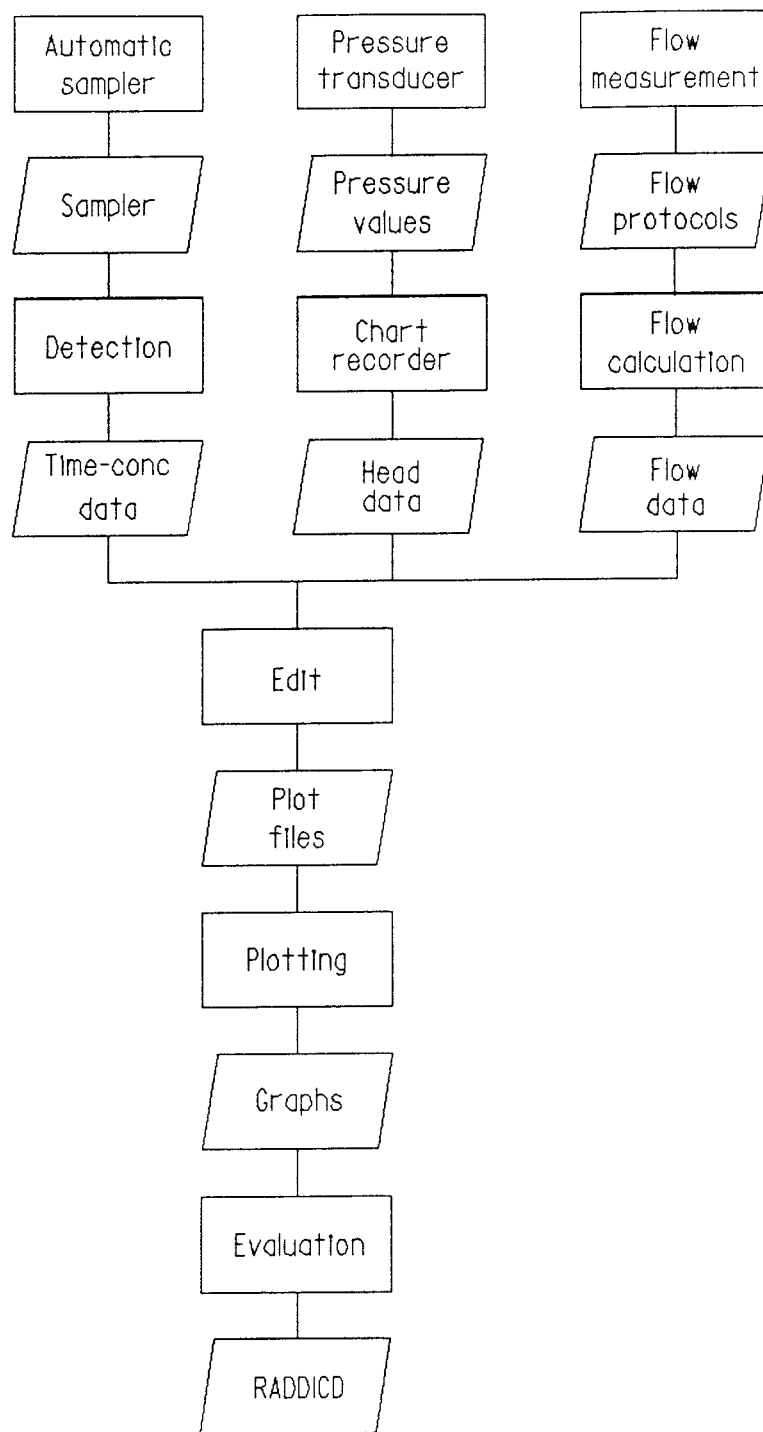 Automatic
sampler
Pressure
transducer
Flow
measurement
Sampler
Pressure
values
Flow
protocols
Detection
Chart
recorder
Flow
calculation
Time-conc
data
Head
data
Flow
data
Edit
Plot
files
Plotting
Graphs
Evaluation
RADDICD